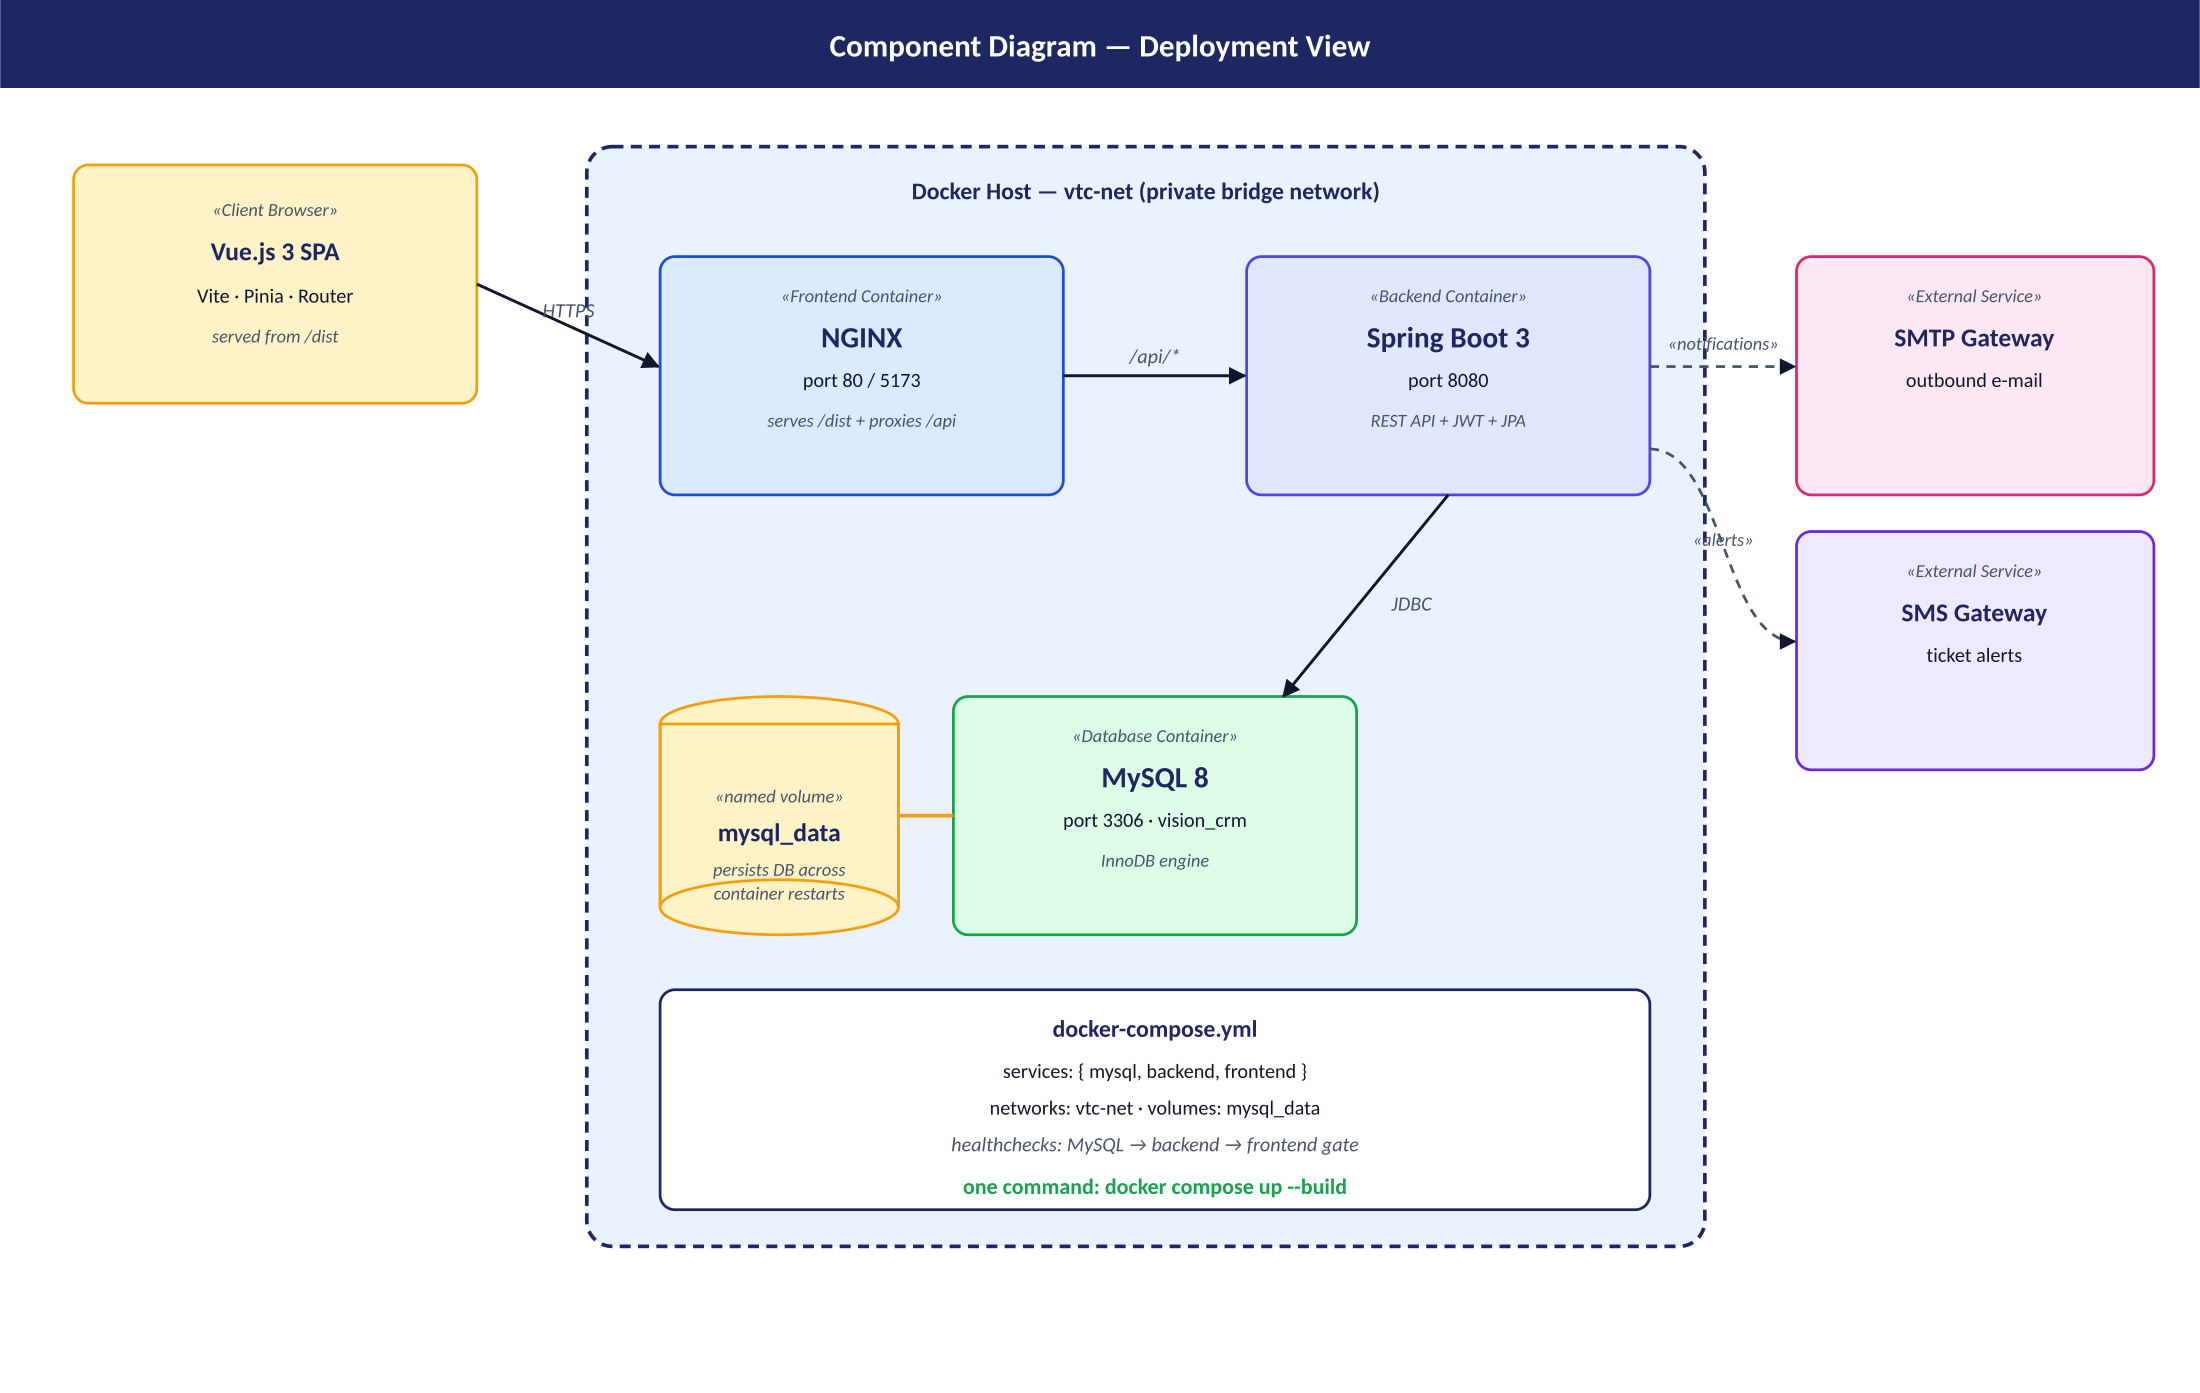 Component Diagram — Deployment View
«Client Browser»
Vue.js 3 SPA
Vite · Pinia · Router
served from /dist
HTTPS
Docker Host — vtc-net (private bridge network)
«Frontend Container»
NGINX
port 80 / 5173
serves /dist + proxies /api
/api/*
«Backend Container»
Spring Boot 3
port 8080
REST API + JWT + JPA
«notifications»
«External Service»
SMTP Gateway
outbound e-mail
«alerts»
«External Service»
SMS Gateway
ticket alerts
JDBC
«named volume»
mysql_data
persists DB across
container restarts
«Database Container»
MySQL 8
port 3306 · vision_crm
InnoDB engine
docker-compose.yml
services: { mysql, backend, frontend }
networks: vtc-net · volumes: mysql_data
healthchecks: MySQL → backend → frontend gate
one command: docker compose up --build